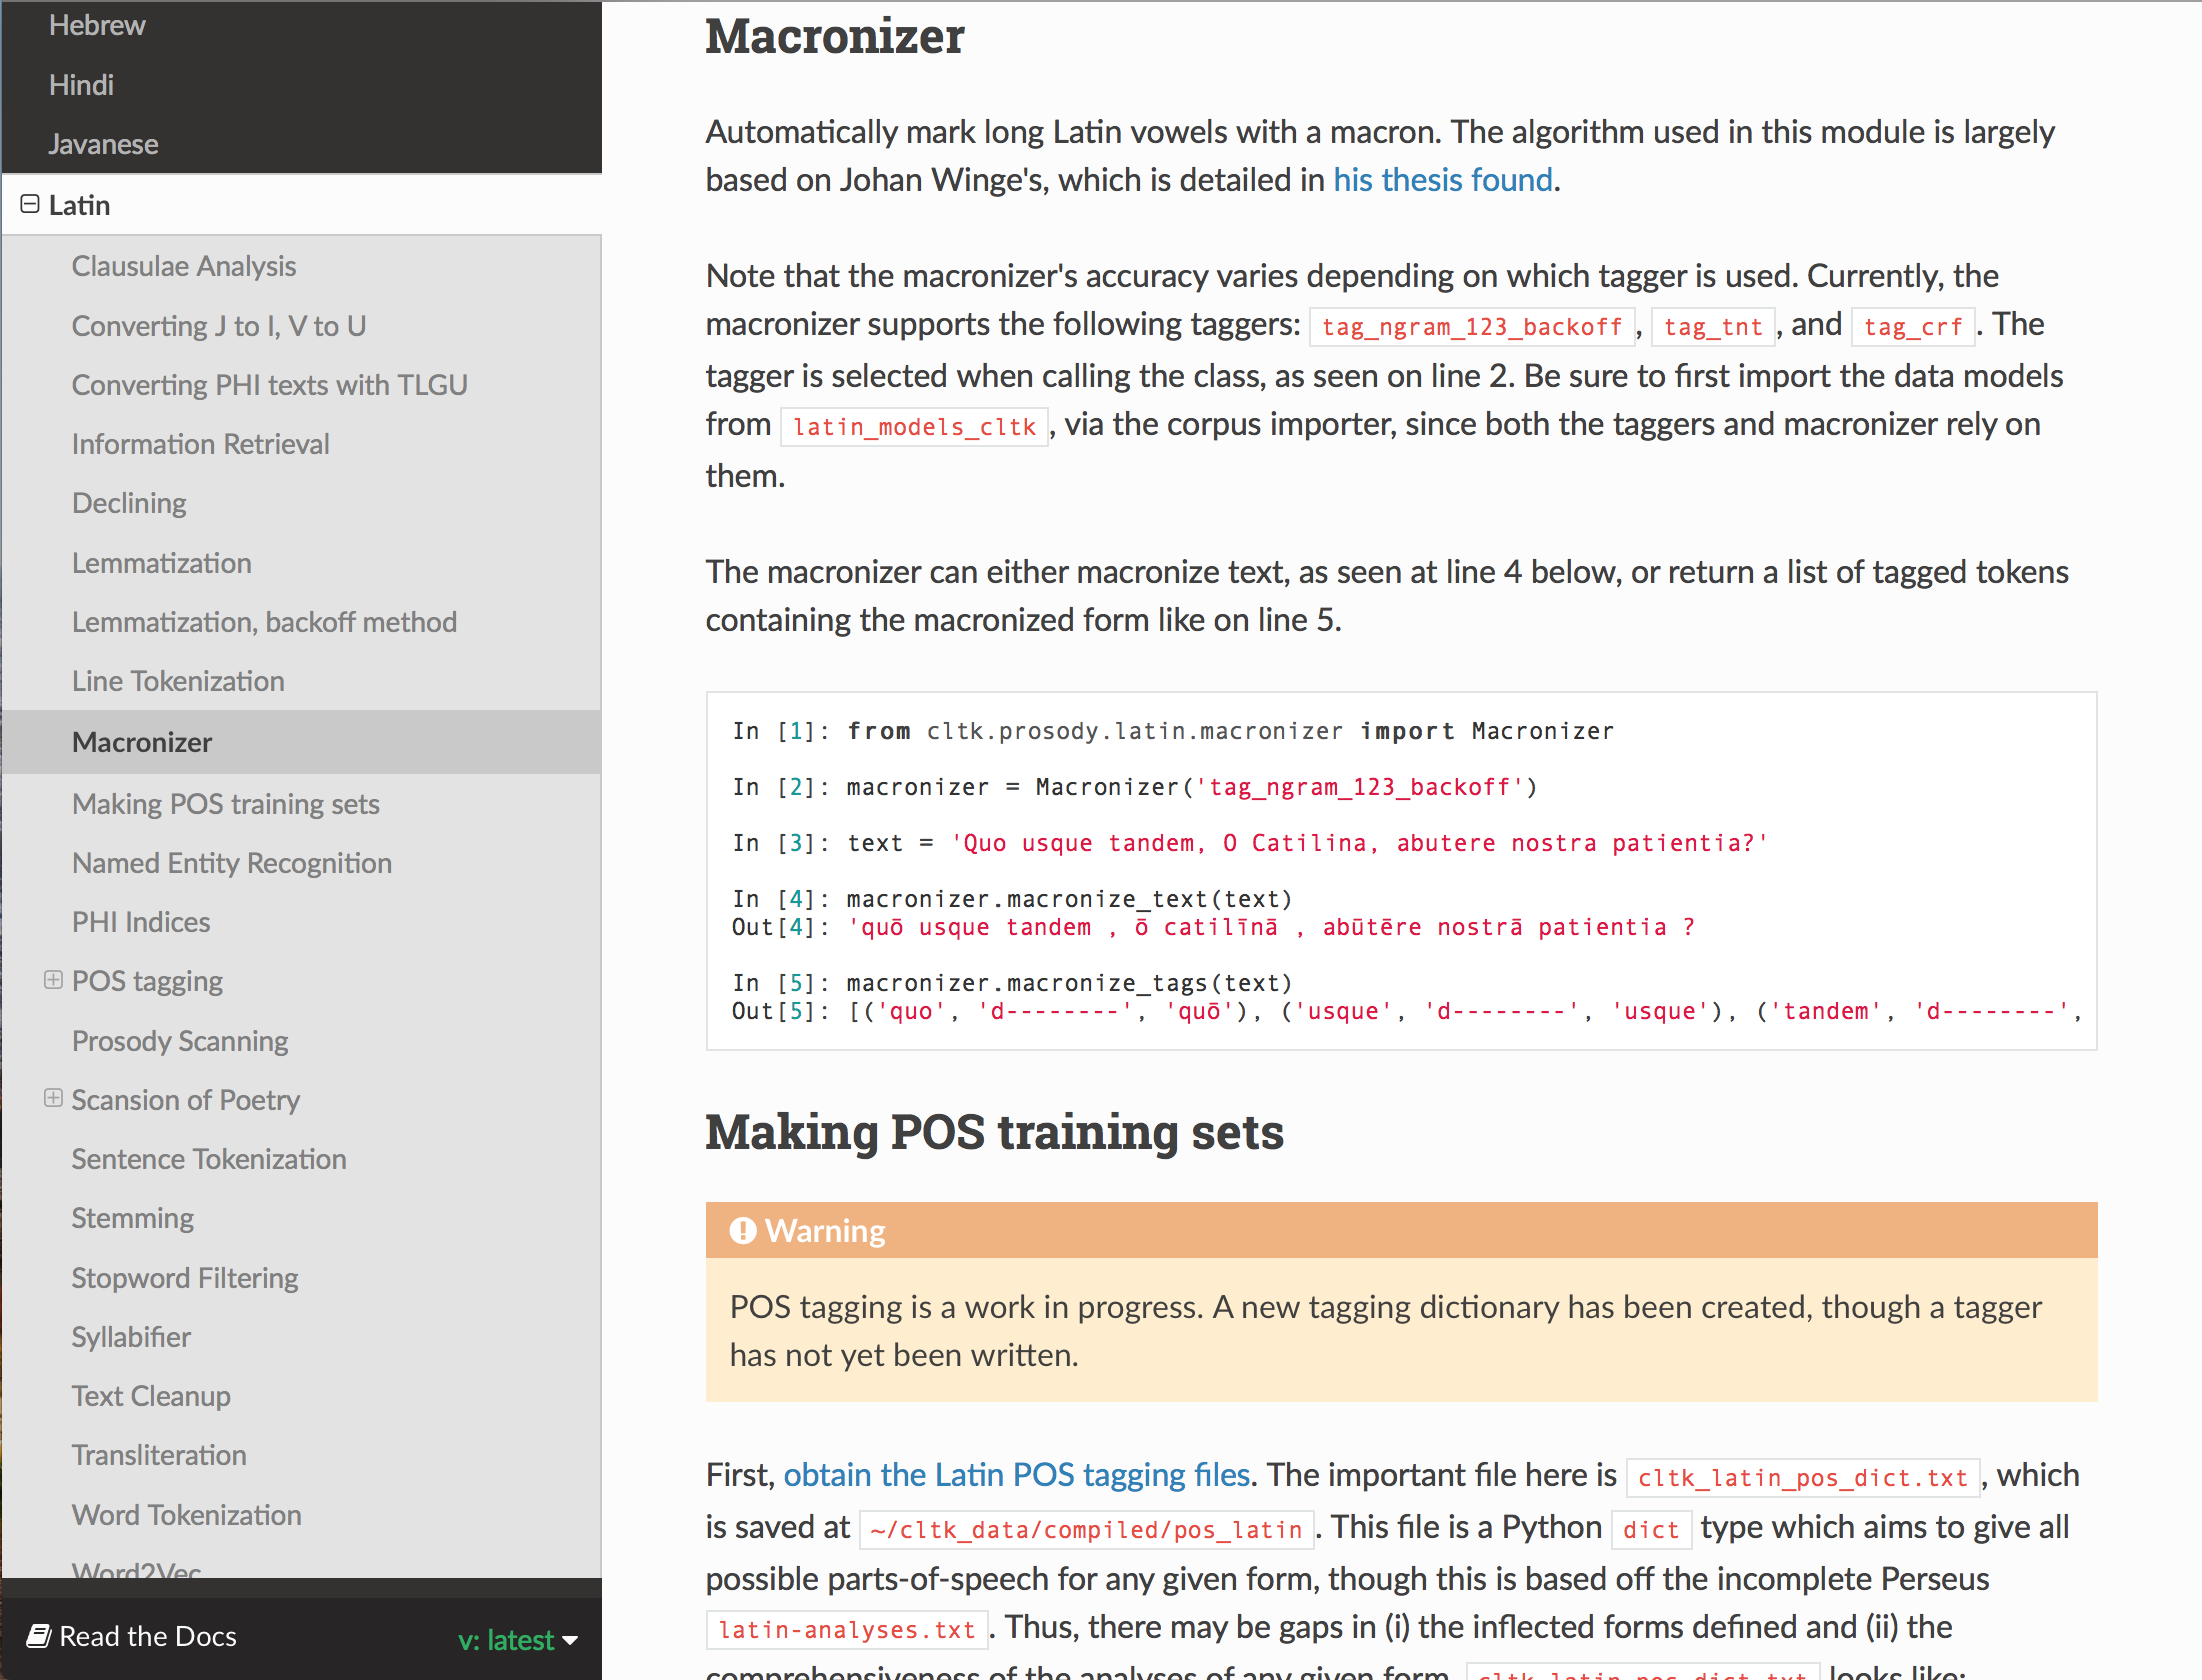 Hebrew
Hindi
Javanese
Latin
Clausulae Analysis
Converting J to I, V to U
Converting PHI texts with TLGU
Information Retrieval
Declining
Lemmatization
Lemmatization, backoff method
Line Tokenization
Macronizer
Making POS training sets
Named Entity Recognition
PHI Indices
POS tagging
Prosody Scanning
Scansion of Poetry
Sentence Tokenization
Stemming
Stopword Filtering
Syllabifier
Text Cleanup
Transliteration
Word Tokenization
Word2Vec
Read the Docs
v: latest
Macronizer
Automatically mark long Latin vowels with a macron. The algorithm used in this module is largely
based on Johan Winge's, which is detailed in his thesis found.
Note that the macronizer's accuracy varies depending on which tagger is used. Currently, the
macronizer supports the following taggers: tag_ngram_123_backoff, tag_tnt, and tag_crf. The
tagger is selected when calling the class, as seen on line 2. Be sure to first import the data models
from latin_models_cltk, via the corpus importer, since both the taggers and macronizer rely on
them.
The macronizer can either macronize text, as seen at line 4 below, or return a list of tagged tokens
containing the macronized form like on line 5.
In [1]: from cltk.prosody.latin.macronizer import Macronizer
In [2]: macronizer = Macronizer('tag_ngram_123_backoff')
In [3]: text = 'Quo usque tandem, O Catilina, abutere nostra patientia?'
In [4]: macronizer.macronize_text(text)
Out[4]: 'quō usque tandem , ō catilīnā , abūtēre nostrā patientia ?
In [5]: macronizer.macronize_tags(text)
Out[5]: [('quo', 'd--------', 'quō'), ('usque', 'd--------', 'usque'), ('tandem', 'd--------',
Making POS training sets
Warning
POS tagging is a work in progress. A new tagging dictionary has been created, though a tagger
has not yet been written.
First, obtain the Latin POS tagging files. The important file here is cltk_latin_pos_dict.txt, which
is saved at ~/cltk_data/compiled/pos_latin. This file is a Python dict type which aims to give all
possible parts-of-speech for any given form, though this is based off the incomplete Perseus
latin-analyses.txt. Thus, there may be gaps in (i) the inflected forms defined and (ii) the
comprehensiveness of the analyses of any given form. cltk_latin_pos_dict.txt looks like: